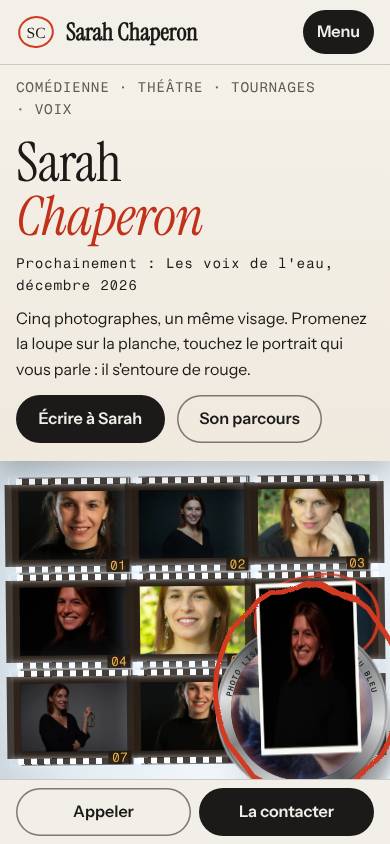 SC
Sarah Chaperon
Menu
COMÉDIENNE · THÉÂTRE · TOURNAGES
· VOIX
Sarah
Chaperon
Prochainement : Les voix de l'eau,
décembre 2026
Cinq photographes, un même visage. Promenez
la loupe sur la planche, touchez le portrait qui
vous parle : il s'entoure de rouge.
Écrire à Sarah
Son parcours
01
02
03
04
PHOTO
BLEU
07
Appeler
La contacter